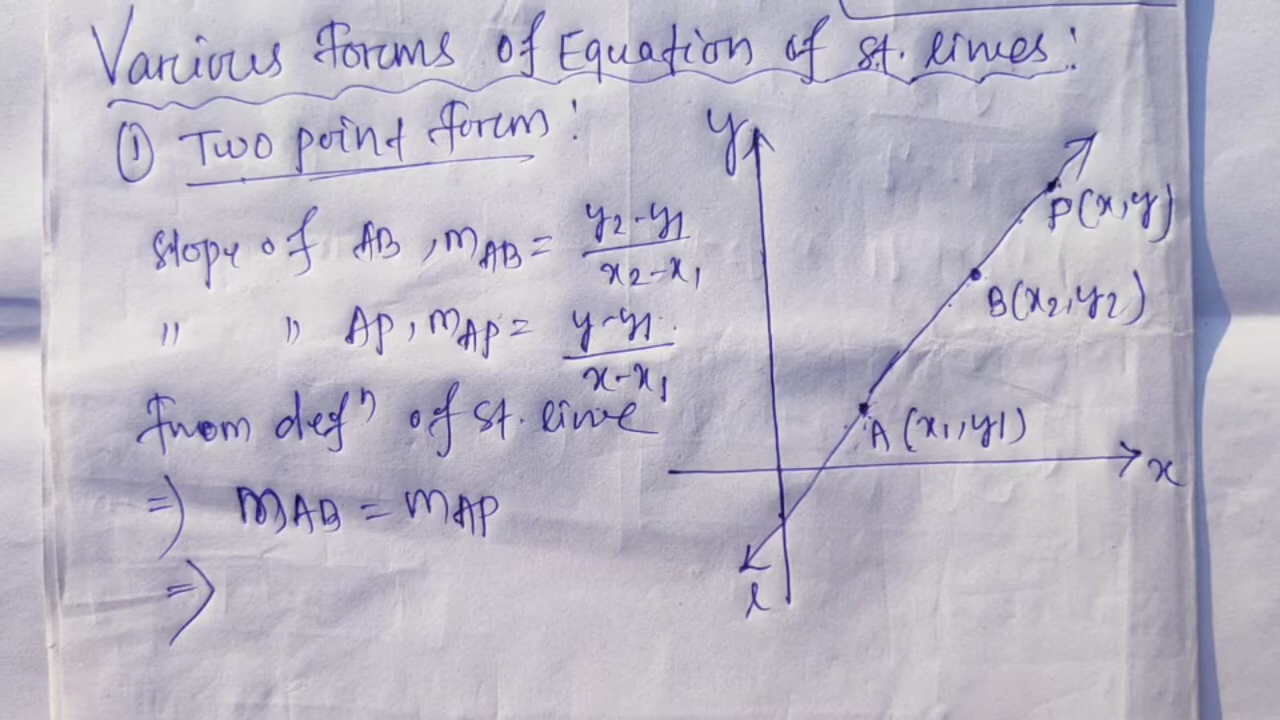 Various forms of Equation of st. lines:
① Two point form:
Slope of AB, mAB = y2-y1 / x2-x1
" " AP, mAP = y-y1 / x-x1
From defⁿ of st. line
=) mAB = mAP
=>
y
P(x,y)
B(x2,y2)
A (x1,y1)
x
l